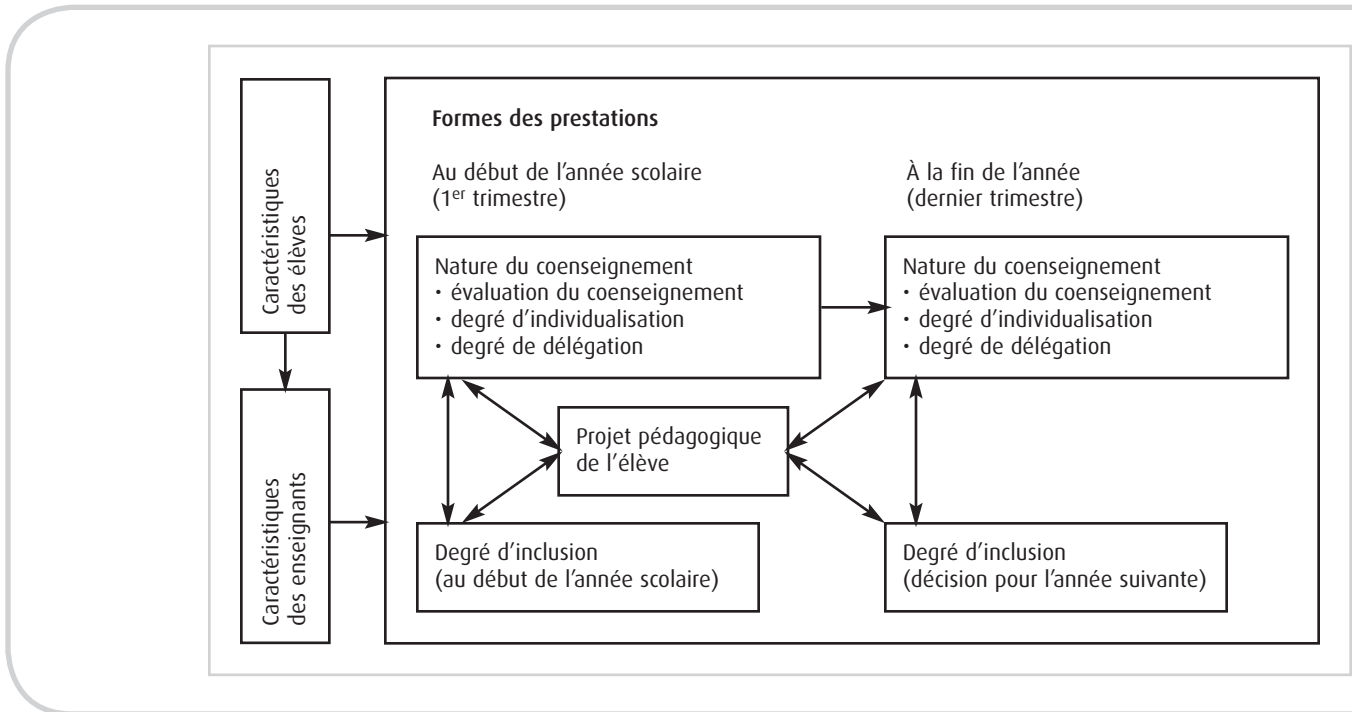 Caractéristiques
des élèves
Caractéristiques
des enseignants
Formes des prestations
Au début de l’année scolaire
(1er trimestre)
À la fin de l’année
(dernier trimestre)
Nature du coenseignement
• évaluation du coenseignement
• degré d’individualisation
• degré de délégation
Nature du coenseignement
• évaluation du coenseignement
• degré d’individualisation
• degré de délégation
Projet pédagogique
de l’élève
Degré d’inclusion
(au début de l’année scolaire)
Degré d’inclusion
(décision pour l’année suivante)